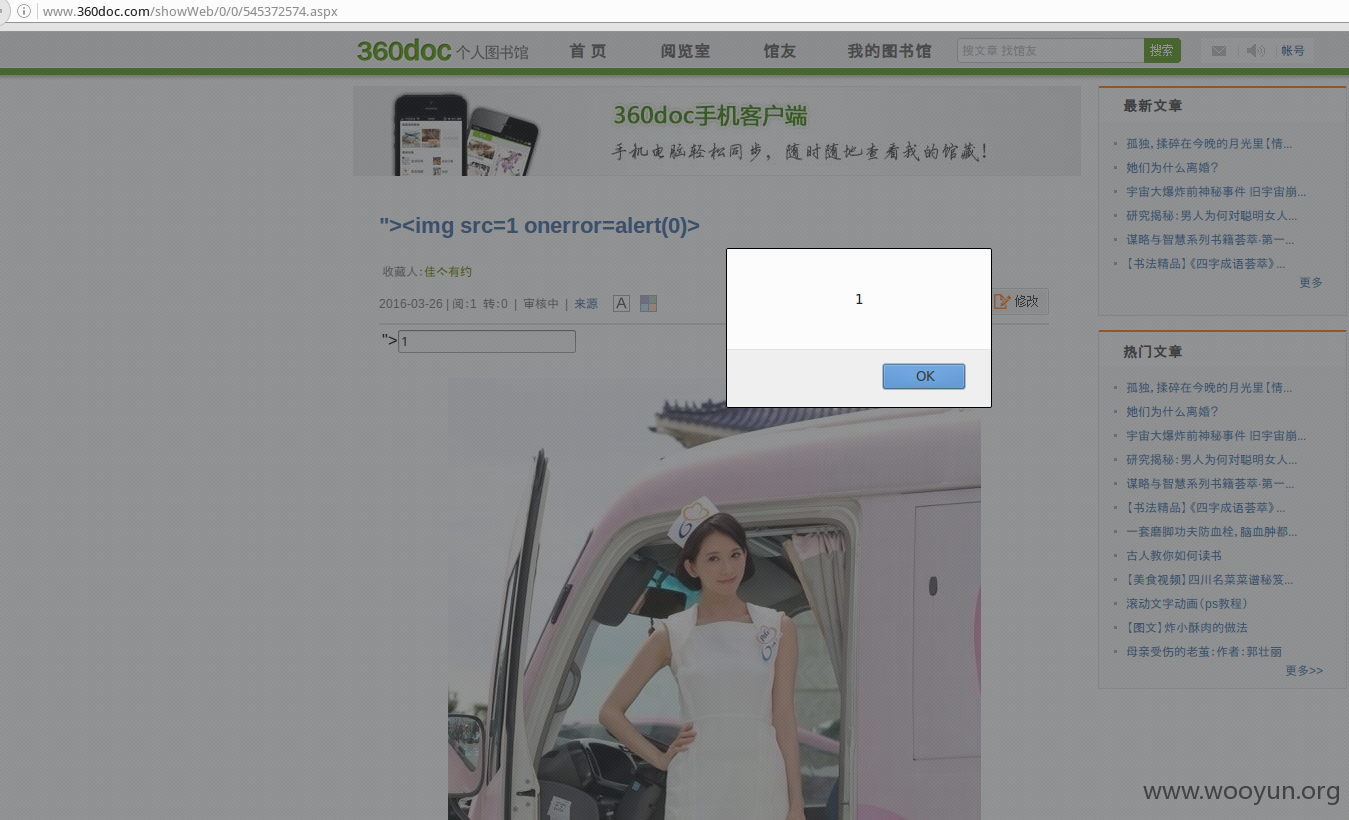 www.360doc.com/showWeb/0/0/545372574.aspx
360doc 个人图书馆 首页 阅览室 馆友 我的图书馆 搜文章 找馆友 搜索 帐号
360doc手机客户端
手机电脑轻松同步，随时随地查看我的馆藏！
"><img src=1 onerror=alert(0)>
收藏人:佳个有约
2016-03-26 | 阅:1 转:0 | 审核中 | 来源 A 修改
">1
1
OK
最新文章
孤独,揉碎在今晚的月光里【情...
她们为什么离婚?
宇宙大爆炸前神秘事件 旧宇宙崩...
研究揭秘:男人为何对聪明女人...
谋略与智慧系列书籍荟萃·第一...
【书法精品】《四字成语荟萃》...
更多
热门文章
孤独,揉碎在今晚的月光里【情...
她们为什么离婚?
宇宙大爆炸前神秘事件 旧宇宙崩...
研究揭秘:男人为何对聪明女人...
谋略与智慧系列书籍荟萃·第一...
【书法精品】《四字成语荟萃》...
一套磨脚功夫防血栓,脑血肿都...
古人教你如何读书
【美食视频】四川名菜菜谱秘笈...
滚动文字动画(ps教程)
【图文】炸小酥肉的做法
母亲受伤的老茧:作者:郭壮丽
更多>>
www.wooyun.org